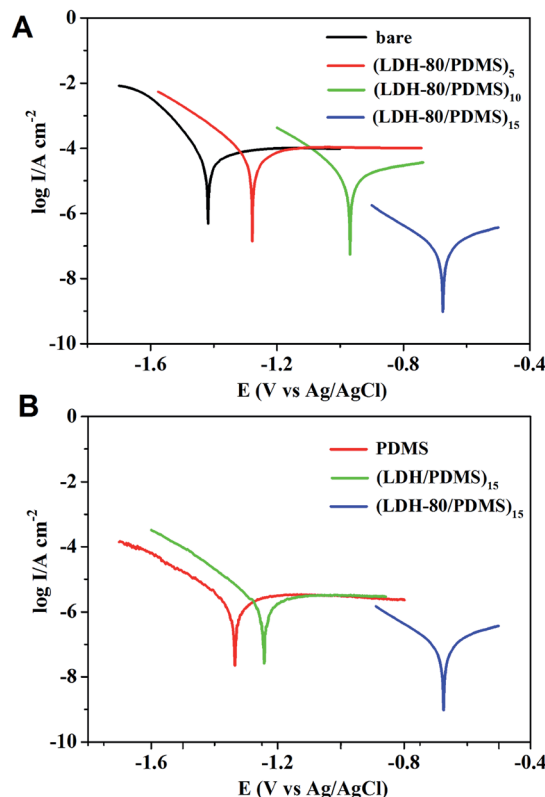 A
bare
(LDH-80/PDMS)5
(LDH-80/PDMS)10
(LDH-80/PDMS)15
log I/A cm-2
0
-2
-4
-6
-8
-10
-1.6 -1.2 -0.8 -0.4
E (V vs Ag/AgCl)
B
PDMS
(LDH/PDMS)15
(LDH-80/PDMS)15
log I/A cm-2
0
-2
-4
-6
-8
-10
-1.6 -1.2 -0.8 -0.4
E (V vs Ag/AgCl)